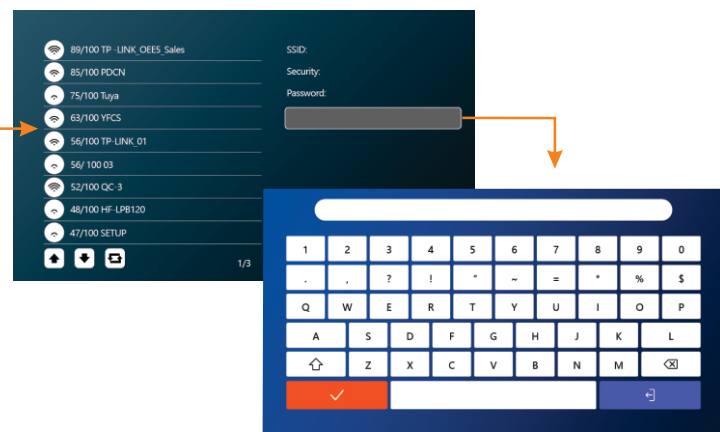 89/100 TP -LINK_OEE5_Sales
85/100 PDCN
75/100 Tuya
63/100 YFCS
56/100 TP-LINK_01
56/ 100 03
52/100 QC-3
48/100 HF-LPB120
47/100 SETUP
1/3
SSID:
Security:
Password:
1 2 3 4 5 6 7 8 9 0
. , ? ! " ~ = * % $
Q W E R T Y U I O P
A S D F G H J K L
Z X C V B N M